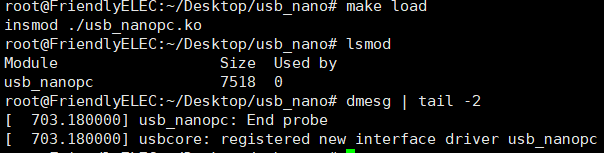 root@FriendlyELEC:~/Desktop/usb_nano# make load
insmod ./usb_nanopc.ko
root@FriendlyELEC:~/Desktop/usb_nano# lsmod
Module                  Size  Used by
usb_nanopc              7518  0
root@FriendlyELEC:~/Desktop/usb_nano# dmesg | tail -2
[  703.180000] usb_nanopc: End probe
[  703.180000] usbcore: registered new interface driver usb_nanopc